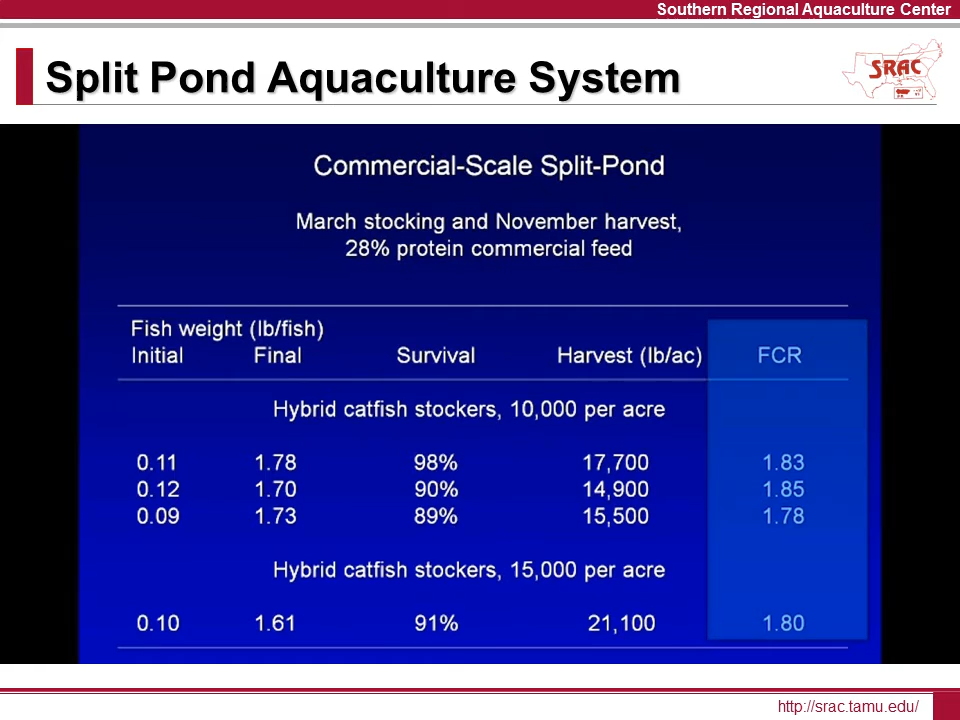 Southern Regional Aquaculture Center
Split Pond Aquaculture System
SRAC
Commercial-Scale Split-Pond
March stocking and November harvest,
28% protein commercial feed
Fish weight (lb/fish)
Initial Final Survival Harvest (lb/ac) FCR
Hybrid catfish stockers, 10,000 per acre
0.11 1.78 98% 17,700 1.83
0.12 1.70 90% 14,900 1.85
0.09 1.73 89% 15,500 1.78
Hybrid catfish stockers, 15,000 per acre
0.10 1.61 91% 21,100 1.80
http://srac.tamu.edu/